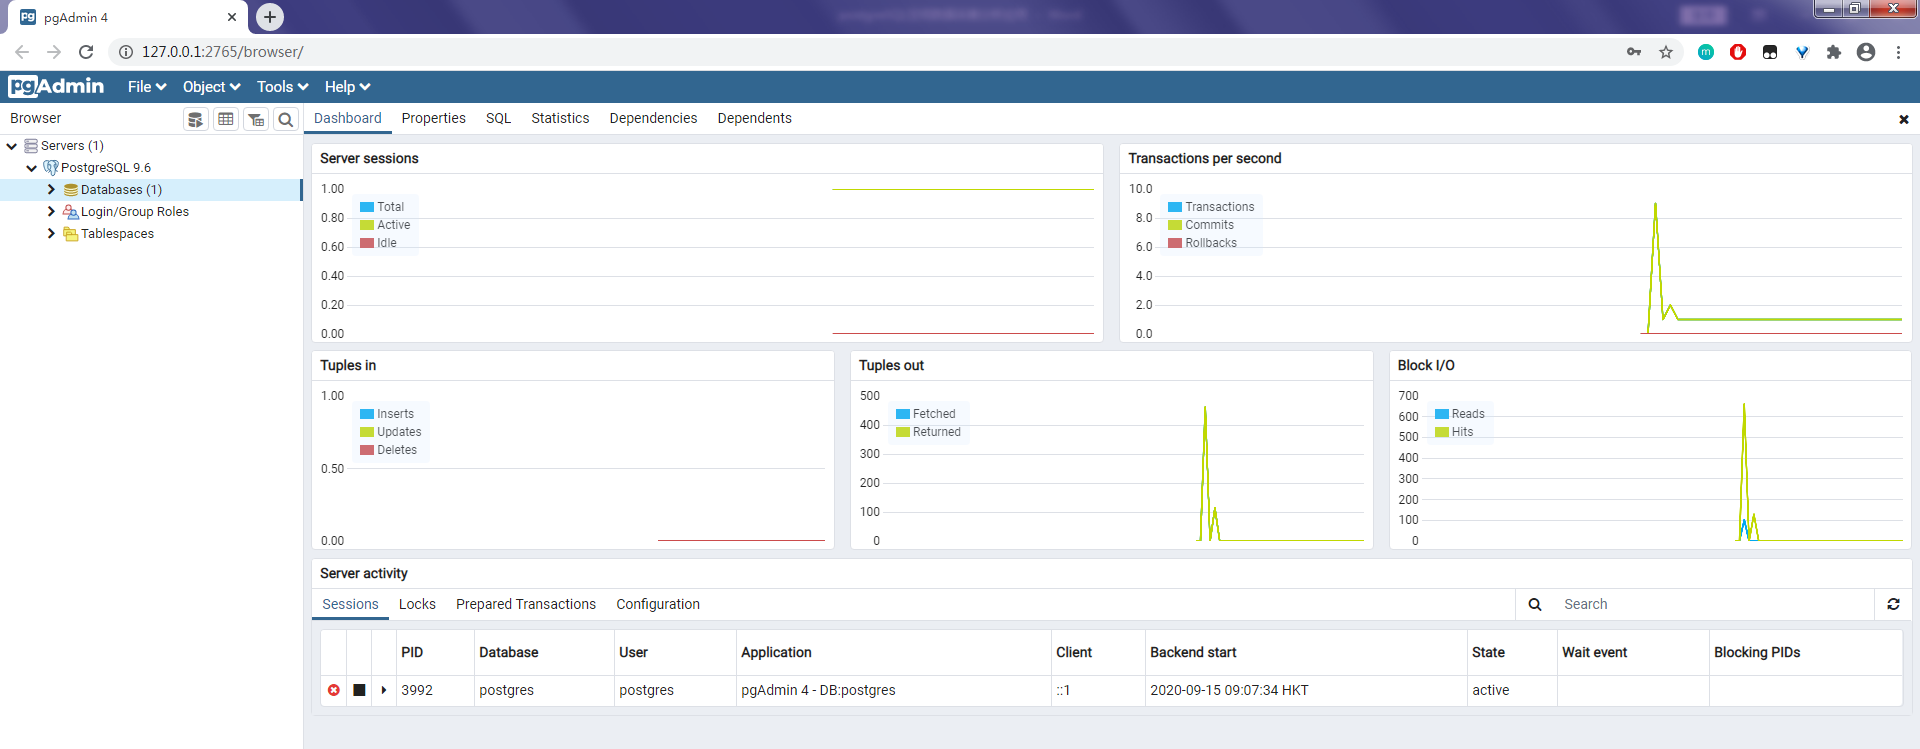 pgAdmin 4
127.0.0.1:2765/browser/
pgAdmin File Object Tools Help
Browser
Dashboard Properties SQL Statistics Dependencies Dependents
Servers (1)
PostgreSQL 9.6
Databases (1)
Login/Group Roles
Tablespaces
Server sessions
1.00
0.80
0.60
0.40
0.20
0.00
Total
Active
Idle
Transactions per second
10.0
8.0
6.0
4.0
2.0
0.0
Transactions
Commits
Rollbacks
Tuples in
1.00
0.50
0.00
Inserts
Updates
Deletes
Tuples out
500
400
300
200
100
0
Fetched
Returned
Block I/O
700
600
500
400
300
200
100
0
Reads
Hits
Server activity
Sessions Locks Prepared Transactions Configuration Search
PID Database User Application Client Backend start State Wait event Blocking PIDs
3992 postgres postgres pgAdmin 4 - DB:postgres ::1 2020-09-15 09:07:34 HKT active